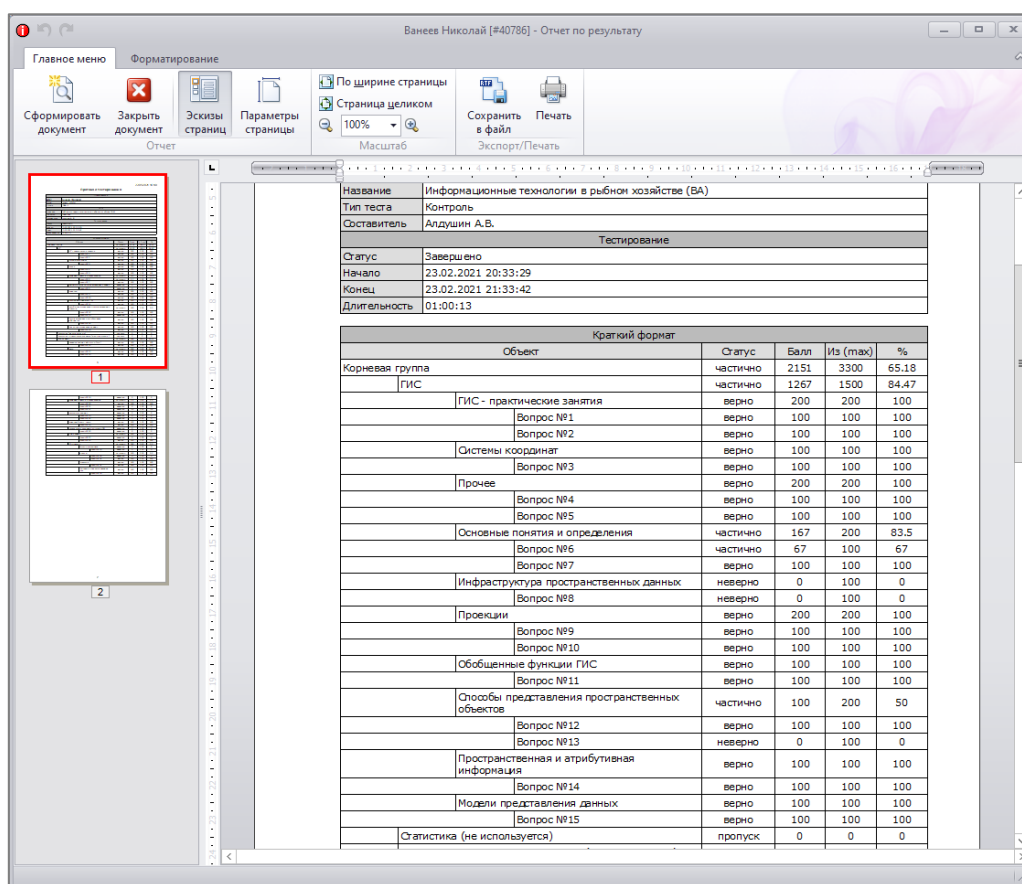 Ванеев Николай [#40786] - Отчет по результату
Главное меню Форматирование
Сформировать документ
Закрыть документ
Эскизы страниц
Параметры страницы
По ширине страницы
Страница целиком
100%
Сохранить в файл
Печать
Отчет Масштаб Экспорт/Печать
1
2
Название Информационные технологии в рыбном хозяйстве (ВА)
Тип теста Контроль
Составитель Алдушин А.В.
Тестирование
Статус Завершено
Начало 23.02.2021 20:33:29
Конец 23.02.2021 21:33:42
Длительность 01:00:13
Краткий формат
Объект Статус Балл Из (max) %
Корневая группа частично 2151 3300 65.18
ГИС частично 1267 1500 84.47
ГИС - практические занятия верно 200 200 100
Вопрос №1 верно 100 100 100
Вопрос №2 верно 100 100 100
Системы координат верно 100 100 100
Вопрос №3 верно 100 100 100
Прочее верно 200 200 100
Вопрос №4 верно 100 100 100
Вопрос №5 верно 100 100 100
Основные понятия и определения частично 167 200 83.5
Вопрос №6 частично 67 100 67
Вопрос №7 верно 100 100 100
Инфраструктура пространственных данных неверно 0 100 0
Вопрос №8 неверно 0 100 0
Проекции верно 200 200 100
Вопрос №9 верно 100 100 100
Вопрос №10 верно 100 100 100
Обобщенные функции ГИС верно 100 100 100
Вопрос №11 верно 100 100 100
Способы представления пространственных
объектов частично 100 200 50
Вопрос №12 верно 100 100 100
Вопрос №13 неверно 0 100 0
Пространственная и атрибутивная
информация верно 100 100 100
Вопрос №14 верно 100 100 100
Модели представления данных верно 100 100 100
Вопрос №15 верно 100 100 100
Статистика (не используется) пропуск 0 0 0